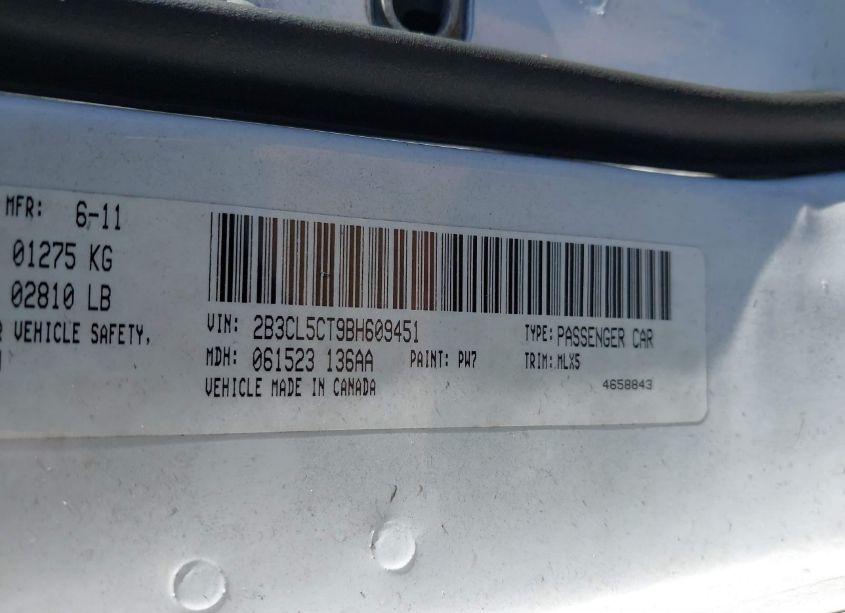 MFR: 6-11
01275 KG
02810 LB
VEHICLE SAFETY,
VIN: 2B3CL5CT9BH609451
TYPE: PASSENGER CAR
MDH: 061523 136AA PAINT: PW7
TRIM: MLX5
VEHICLE MADE IN CANADA
4658843